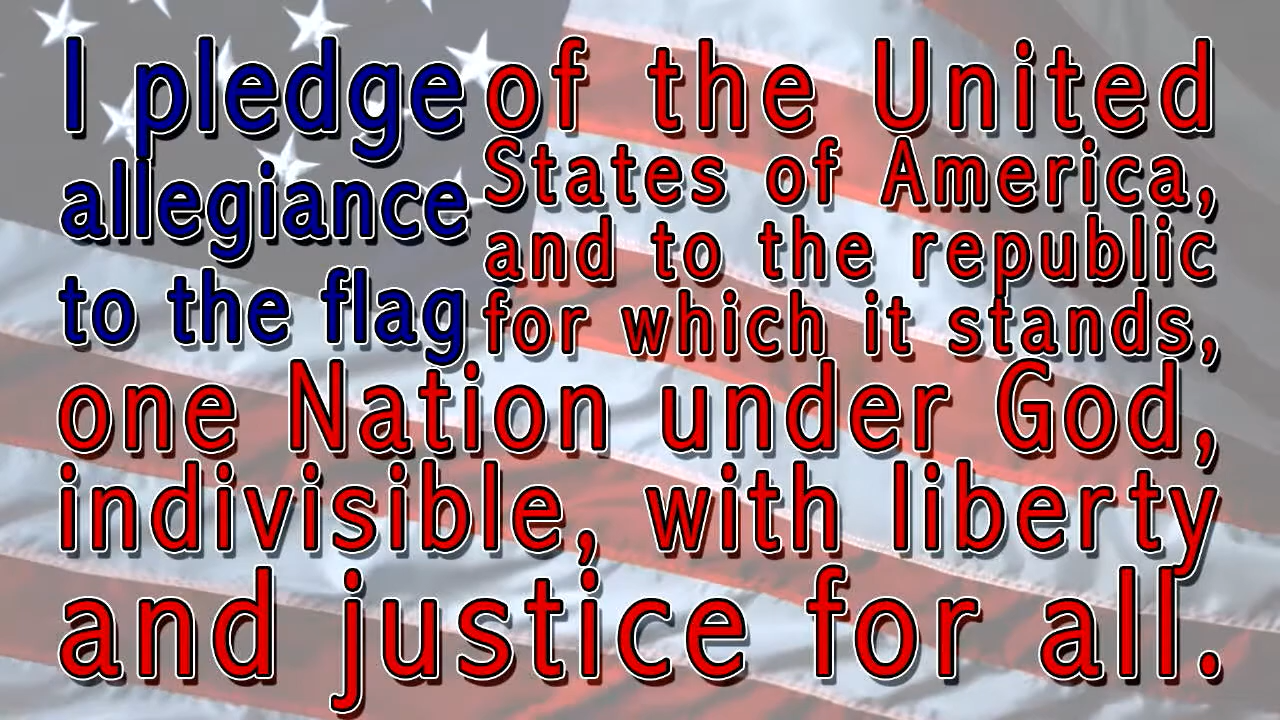 I pledge
allegiance
to the flag
of the United
States of America,
and to the republic
for which it stands,
one Nation under God,
indivisible, with liberty
and justice for all.